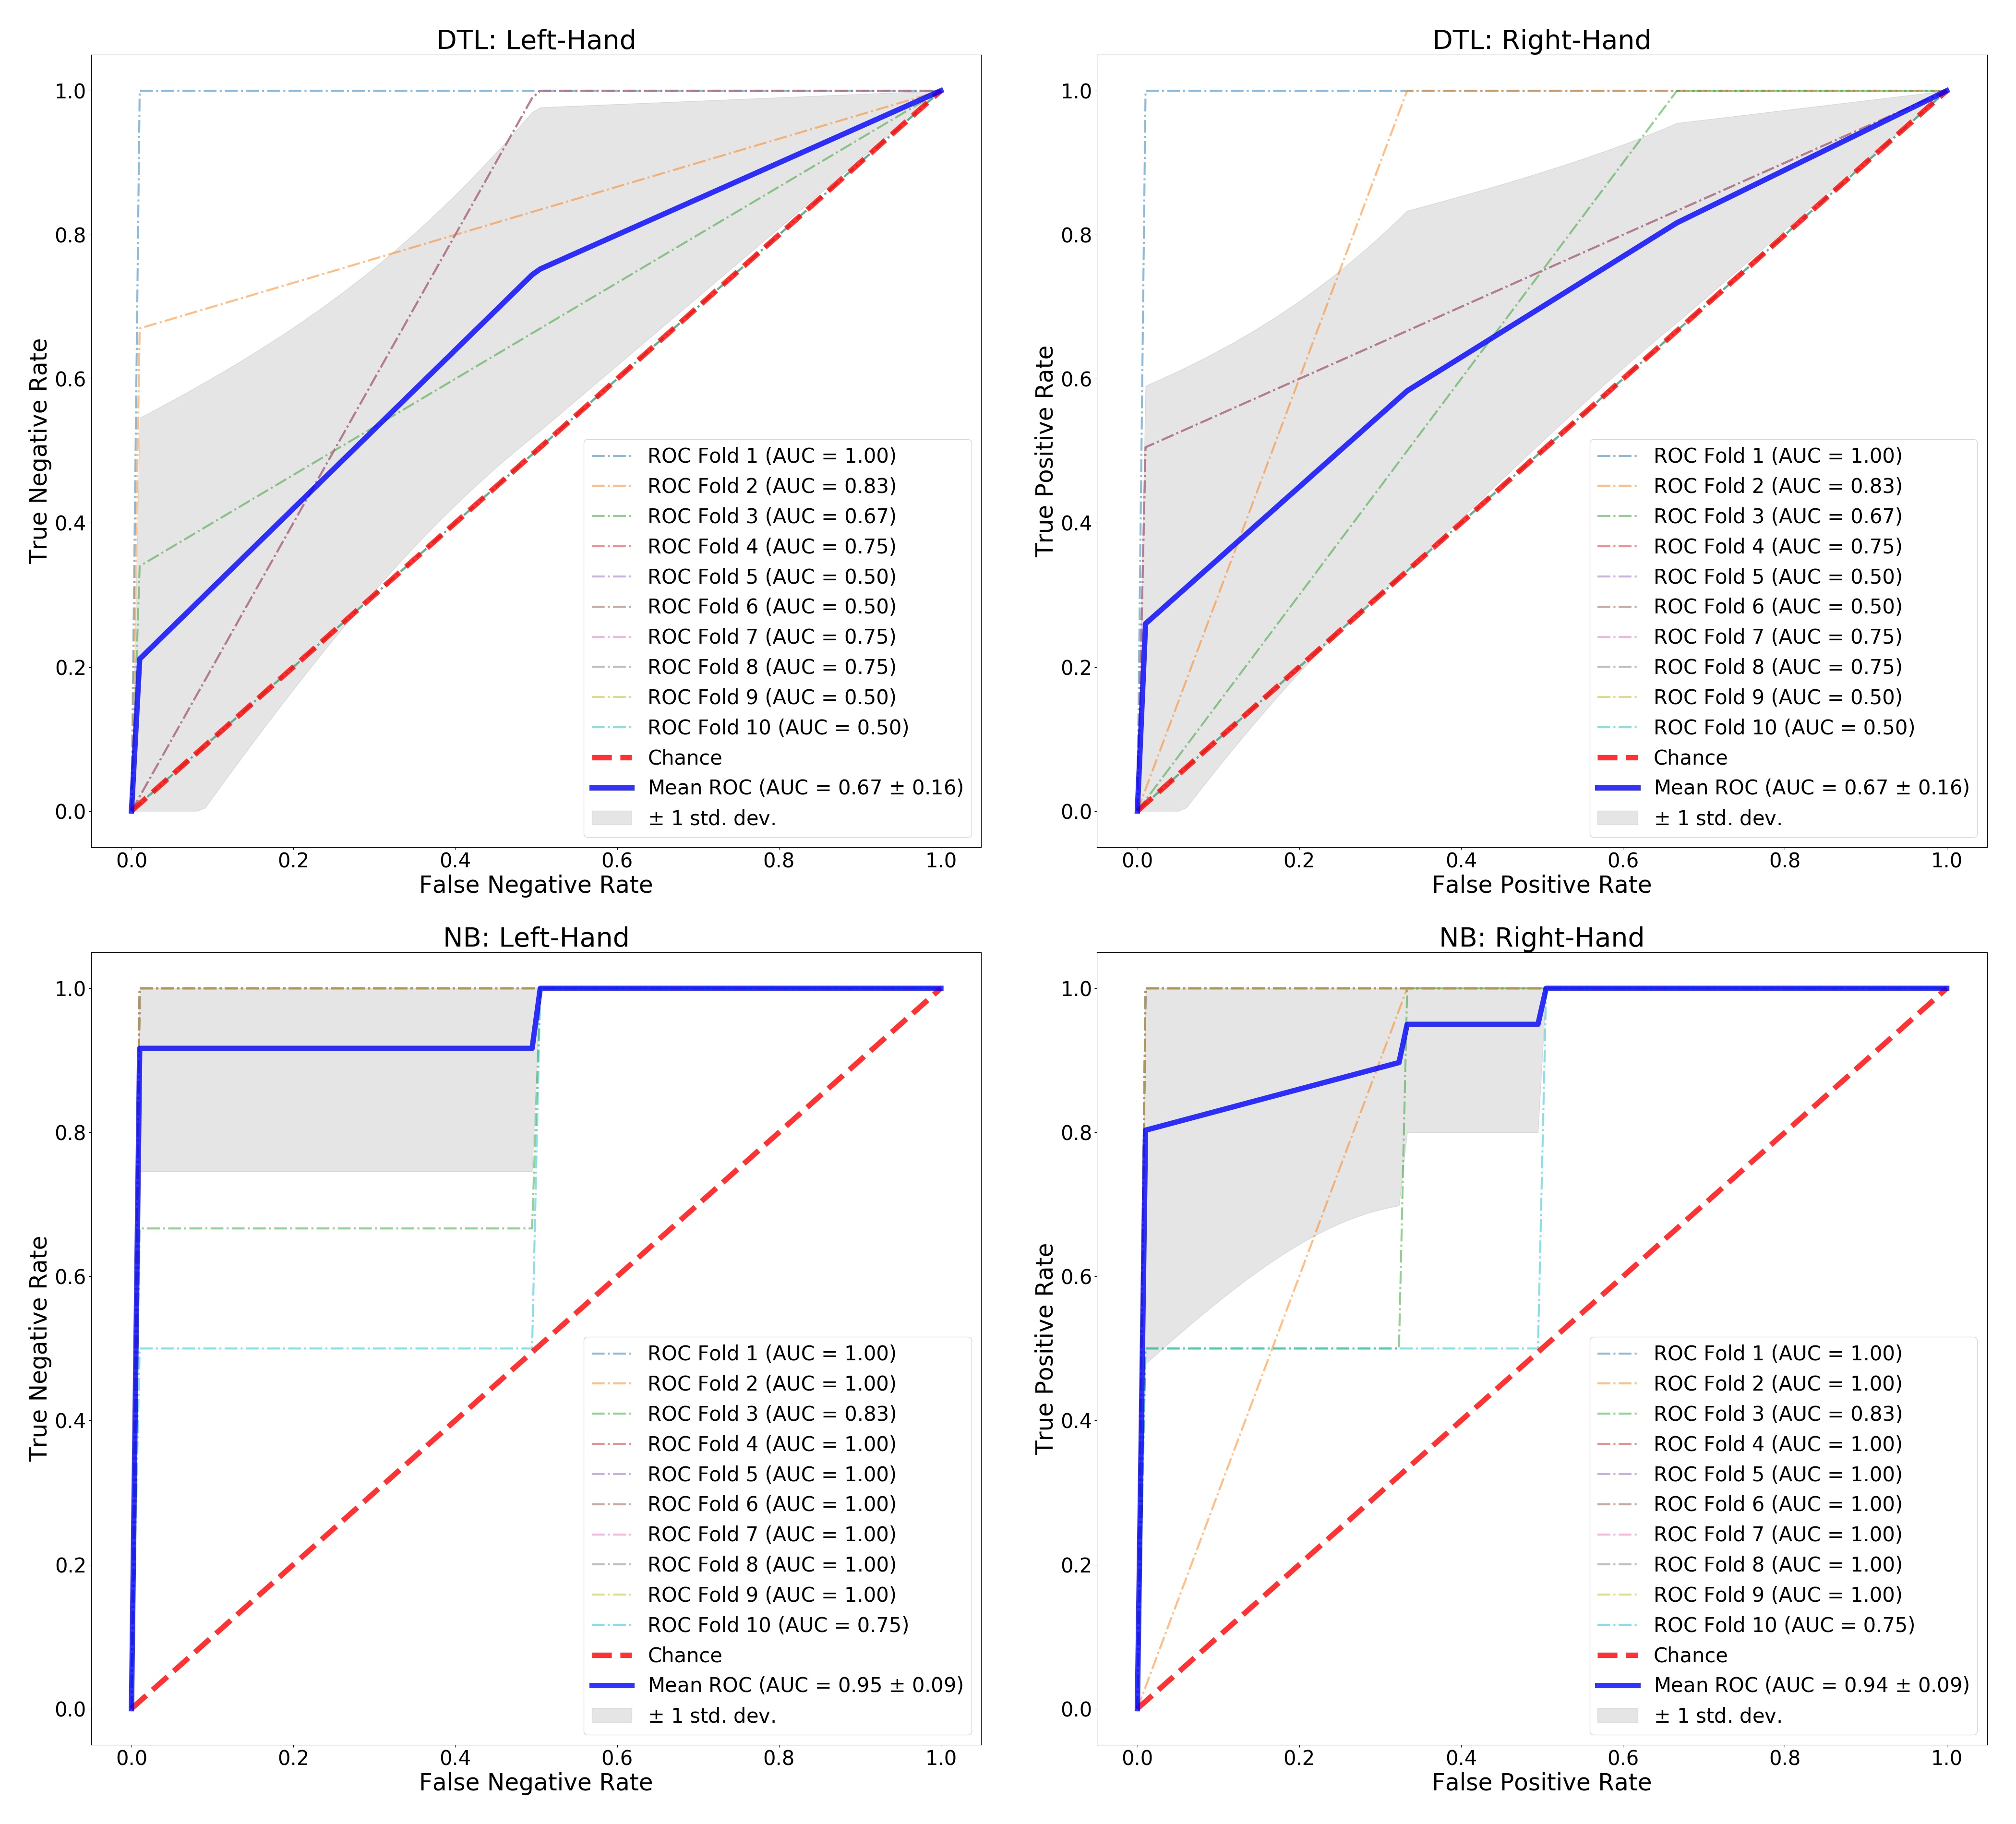 DTL: Left-Hand
True Negative Rate
1.0
0.8
0.6
0.4
0.2
0.0
0.0 0.2 0.4 0.6 0.8 1.0
False Negative Rate
ROC Fold 1 (AUC = 1.00)
ROC Fold 2 (AUC = 0.83)
ROC Fold 3 (AUC = 0.67)
ROC Fold 4 (AUC = 0.75)
ROC Fold 5 (AUC = 0.50)
ROC Fold 6 (AUC = 0.50)
ROC Fold 7 (AUC = 0.75)
ROC Fold 8 (AUC = 0.75)
ROC Fold 9 (AUC = 0.50)
ROC Fold 10 (AUC = 0.50)
Chance
Mean ROC (AUC = 0.67 ± 0.16)
± 1 std. dev.
DTL: Right-Hand
True Positive Rate
1.0
0.8
0.6
0.4
0.2
0.0
0.0 0.2 0.4 0.6 0.8 1.0
False Positive Rate
ROC Fold 1 (AUC = 1.00)
ROC Fold 2 (AUC = 0.83)
ROC Fold 3 (AUC = 0.67)
ROC Fold 4 (AUC = 0.75)
ROC Fold 5 (AUC = 0.50)
ROC Fold 6 (AUC = 0.50)
ROC Fold 7 (AUC = 0.75)
ROC Fold 8 (AUC = 0.75)
ROC Fold 9 (AUC = 0.50)
ROC Fold 10 (AUC = 0.50)
Chance
Mean ROC (AUC = 0.67 ± 0.16)
± 1 std. dev.
NB: Left-Hand
True Negative Rate
1.0
0.8
0.6
0.4
0.2
0.0
0.0 0.2 0.4 0.6 0.8 1.0
False Negative Rate
ROC Fold 1 (AUC = 1.00)
ROC Fold 2 (AUC = 1.00)
ROC Fold 3 (AUC = 0.83)
ROC Fold 4 (AUC = 1.00)
ROC Fold 5 (AUC = 1.00)
ROC Fold 6 (AUC = 1.00)
ROC Fold 7 (AUC = 1.00)
ROC Fold 8 (AUC = 1.00)
ROC Fold 9 (AUC = 1.00)
ROC Fold 10 (AUC = 0.75)
Chance
Mean ROC (AUC = 0.95 ± 0.09)
± 1 std. dev.
NB: Right-Hand
True Positive Rate
1.0
0.8
0.6
0.4
0.2
0.0
0.0 0.2 0.4 0.6 0.8 1.0
False Positive Rate
ROC Fold 1 (AUC = 1.00)
ROC Fold 2 (AUC = 1.00)
ROC Fold 3 (AUC = 0.83)
ROC Fold 4 (AUC = 1.00)
ROC Fold 5 (AUC = 1.00)
ROC Fold 6 (AUC = 1.00)
ROC Fold 7 (AUC = 1.00)
ROC Fold 8 (AUC = 1.00)
ROC Fold 9 (AUC = 1.00)
ROC Fold 10 (AUC = 0.75)
Chance
Mean ROC (AUC = 0.94 ± 0.09)
± 1 std. dev.